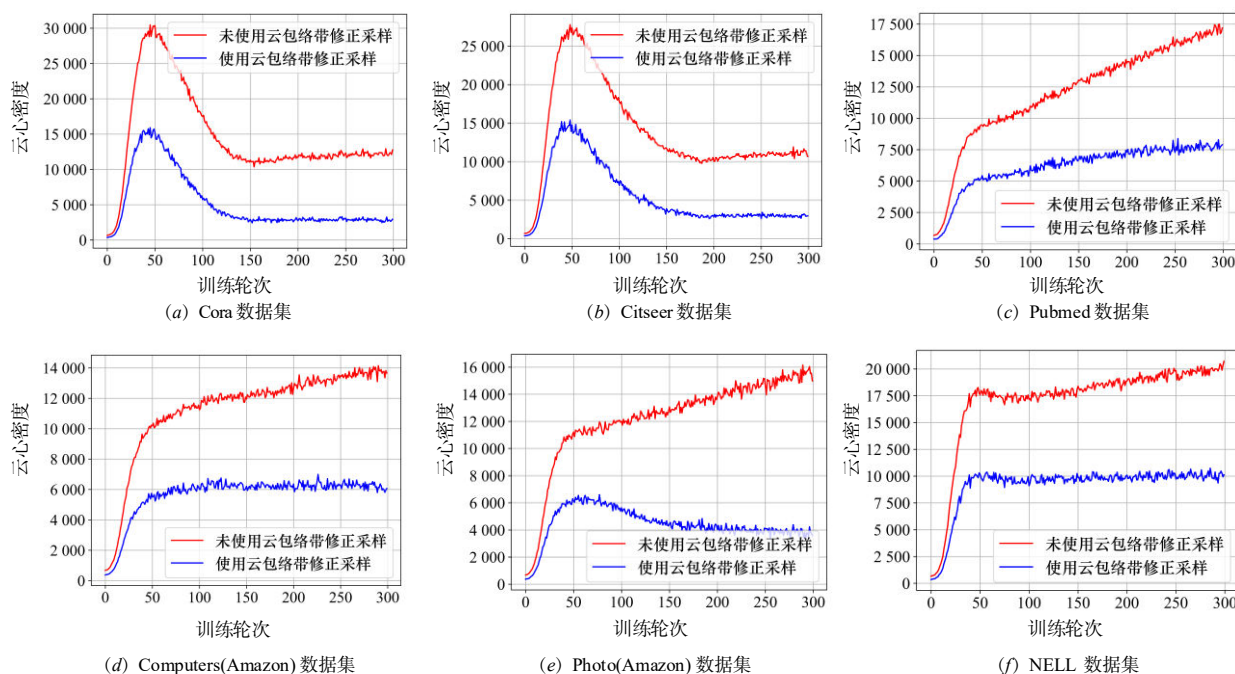 30 000
25 000
20 000
15 000
10 000
5 000
0
云心密度
未使用云包络带修正采样
使用云包络带修正采样
0 50 100 150 200 250 300
训练轮次
(a) Cora 数据集
25 000
20 000
15 000
10 000
5 000
0
云心密度
未使用云包络带修正采样
使用云包络带修正采样
0 50 100 150 200 250 300
训练轮次
(b) Citseer 数据集
17 500
15 000
12 500
10 000
7 500
5 000
2 500
0
云心密度
未使用云包络带修正采样
使用云包络带修正采样
0 50 100 150 200 250 300
训练轮次
(c) Pubmed 数据集
14 000
12 000
10 000
8 000
6 000
4 000
2 000
0
云心密度
未使用云包络带修正采样
使用云包络带修正采样
0 50 100 150 200 250 300
训练轮次
(d) Computers(Amazon) 数据集
16 000
14 000
12 000
10 000
8 000
6 000
4 000
2 000
0
云心密度
未使用云包络带修正采样
使用云包络带修正采样
0 50 100 150 200 250 300
训练轮次
(e) Photo(Amazon) 数据集
20 000
17 500
15 000
12 500
10 000
7 500
5 000
2 500
0
云心密度
未使用云包络带修正采样
使用云包络带修正采样
0 50 100 150 200 250 300
训练轮次
(f) NELL 数据集